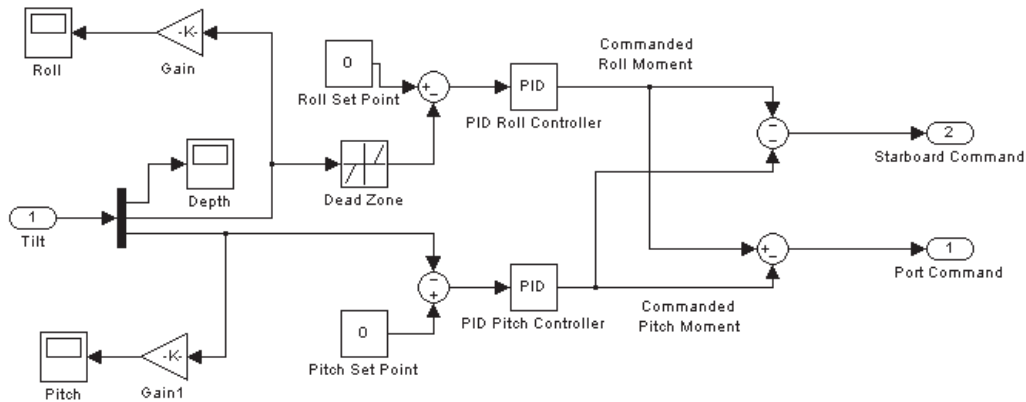 Roll
-K-
Gain
0
Roll Set Point
+
−
PID
PID Roll Controller
Commanded
Roll Moment
−
−
2
Starboard Command
Depth
Dead Zone
1
Tilt
−
+
PID
PID Pitch Controller
+
−
1
Port Command
Commanded
Pitch Moment
0
Pitch Set Point
Pitch
-K-
Gain1